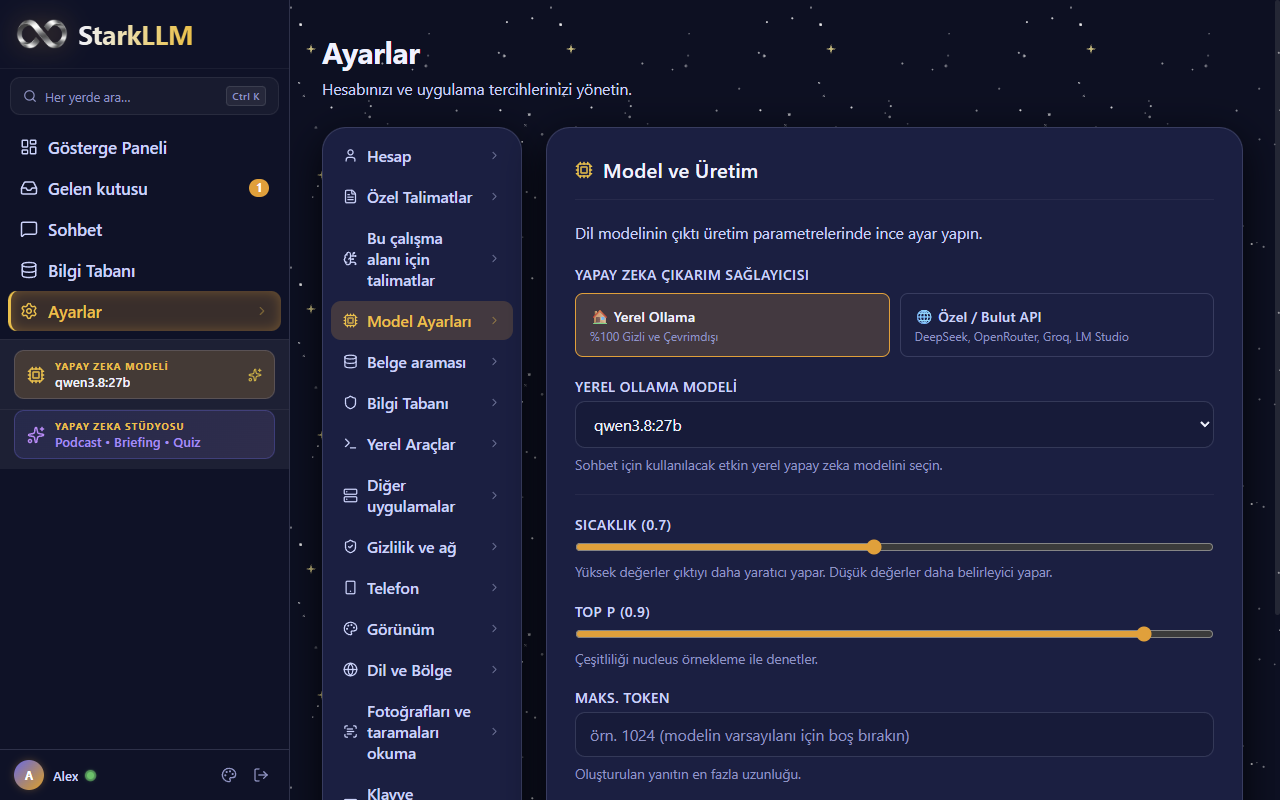 StarkLLM
Her yerde ara...
Ctrl K
Gösterge Paneli
Gelen kutusu
1
Sohbet
Bilgi Tabanı
Ayarlar
YAPAY ZEKA MODELİ
qwen3.8:27b
YAPAY ZEKA STÜDYOSU
Podcast • Briefing • Quiz
A
Alex
Ayarlar
Hesabınızı ve uygulama tercihlerinizi yönetin.
Hesap
Özel Talimatlar
Bu çalışma
alanı için
talimatlar
Model Ayarları
Belge araması
Bilgi Tabanı
Yerel Araçlar
Diğer
uygulamalar
Gizlilik ve ağ
Telefon
Görünüm
Dil ve Bölge
Fotoğrafları ve
taramaları
okuma
Klavye
Model ve Üretim
Dil modelinin çıktı üretim parametrelerinde ince ayar yapın.
YAPAY ZEKA ÇIKARIM SAĞLAYICISI
Yerel Ollama
%100 Gizli ve Çevrimdışı
Özel / Bulut API
DeepSeek, OpenRouter, Groq, LM Studio
YEREL OLLAMA MODELİ
qwen3.8:27b
Sohbet için kullanılacak etkin yerel yapay zeka modelini seçin.
SICAKLIK (0.7)
Yüksek değerler çıktıyı daha yaratıcı yapar. Düşük değerler daha belirleyici yapar.
TOP P (0.9)
Çeşitliliği nucleus örnekleme ile denetler.
MAKS. TOKEN
örn. 1024 (modelin varsayılanı için boş bırakın)
Oluşturulan yanıtın en fazla uzunluğu.